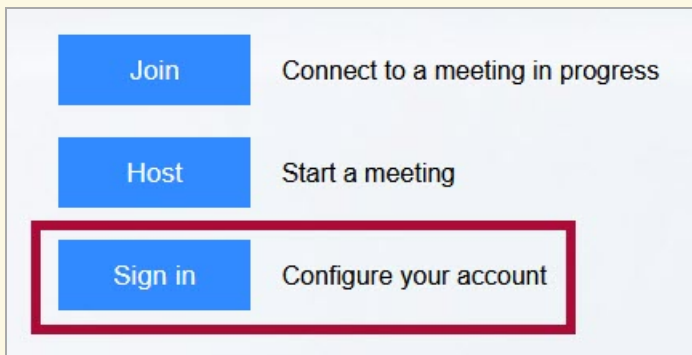 Join Connect to a meeting in progress
Host Start a meeting
Sign in Configure your account